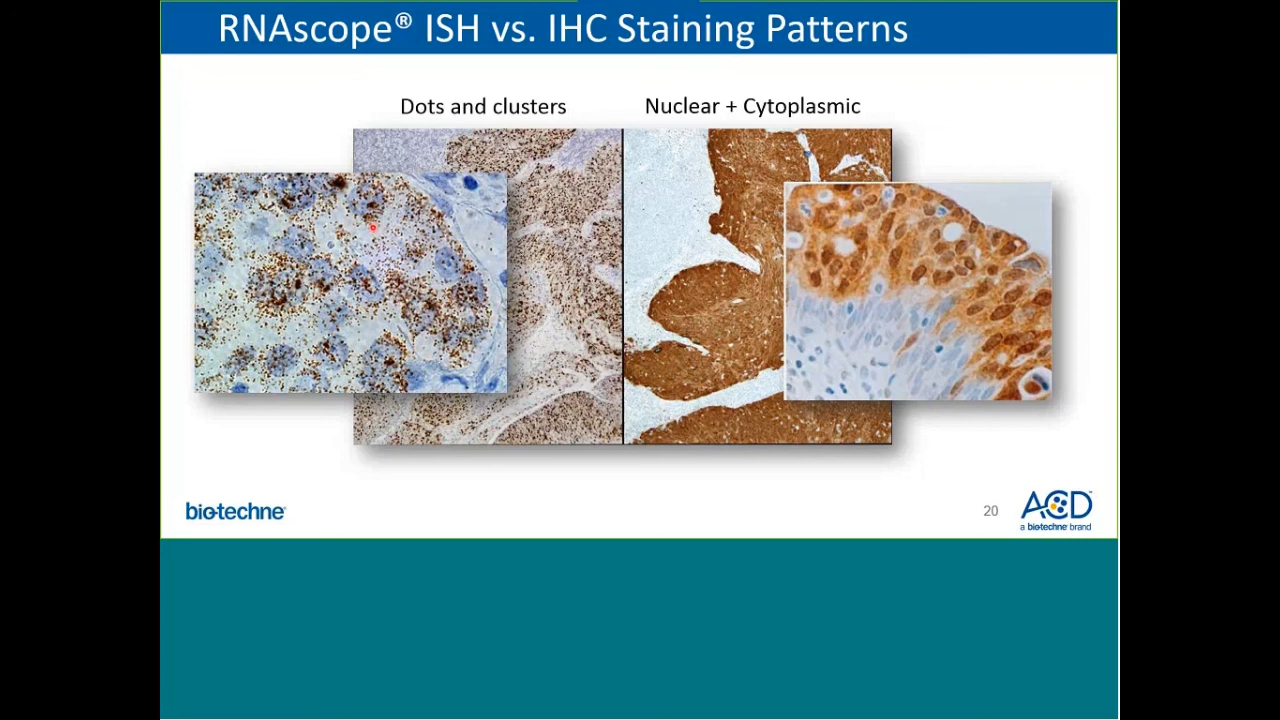 RNAscope® ISH vs. IHC Staining Patterns
Dots and clusters
Nuclear + Cytoplasmic
bio-techne
20
ACD
a biotechne brand